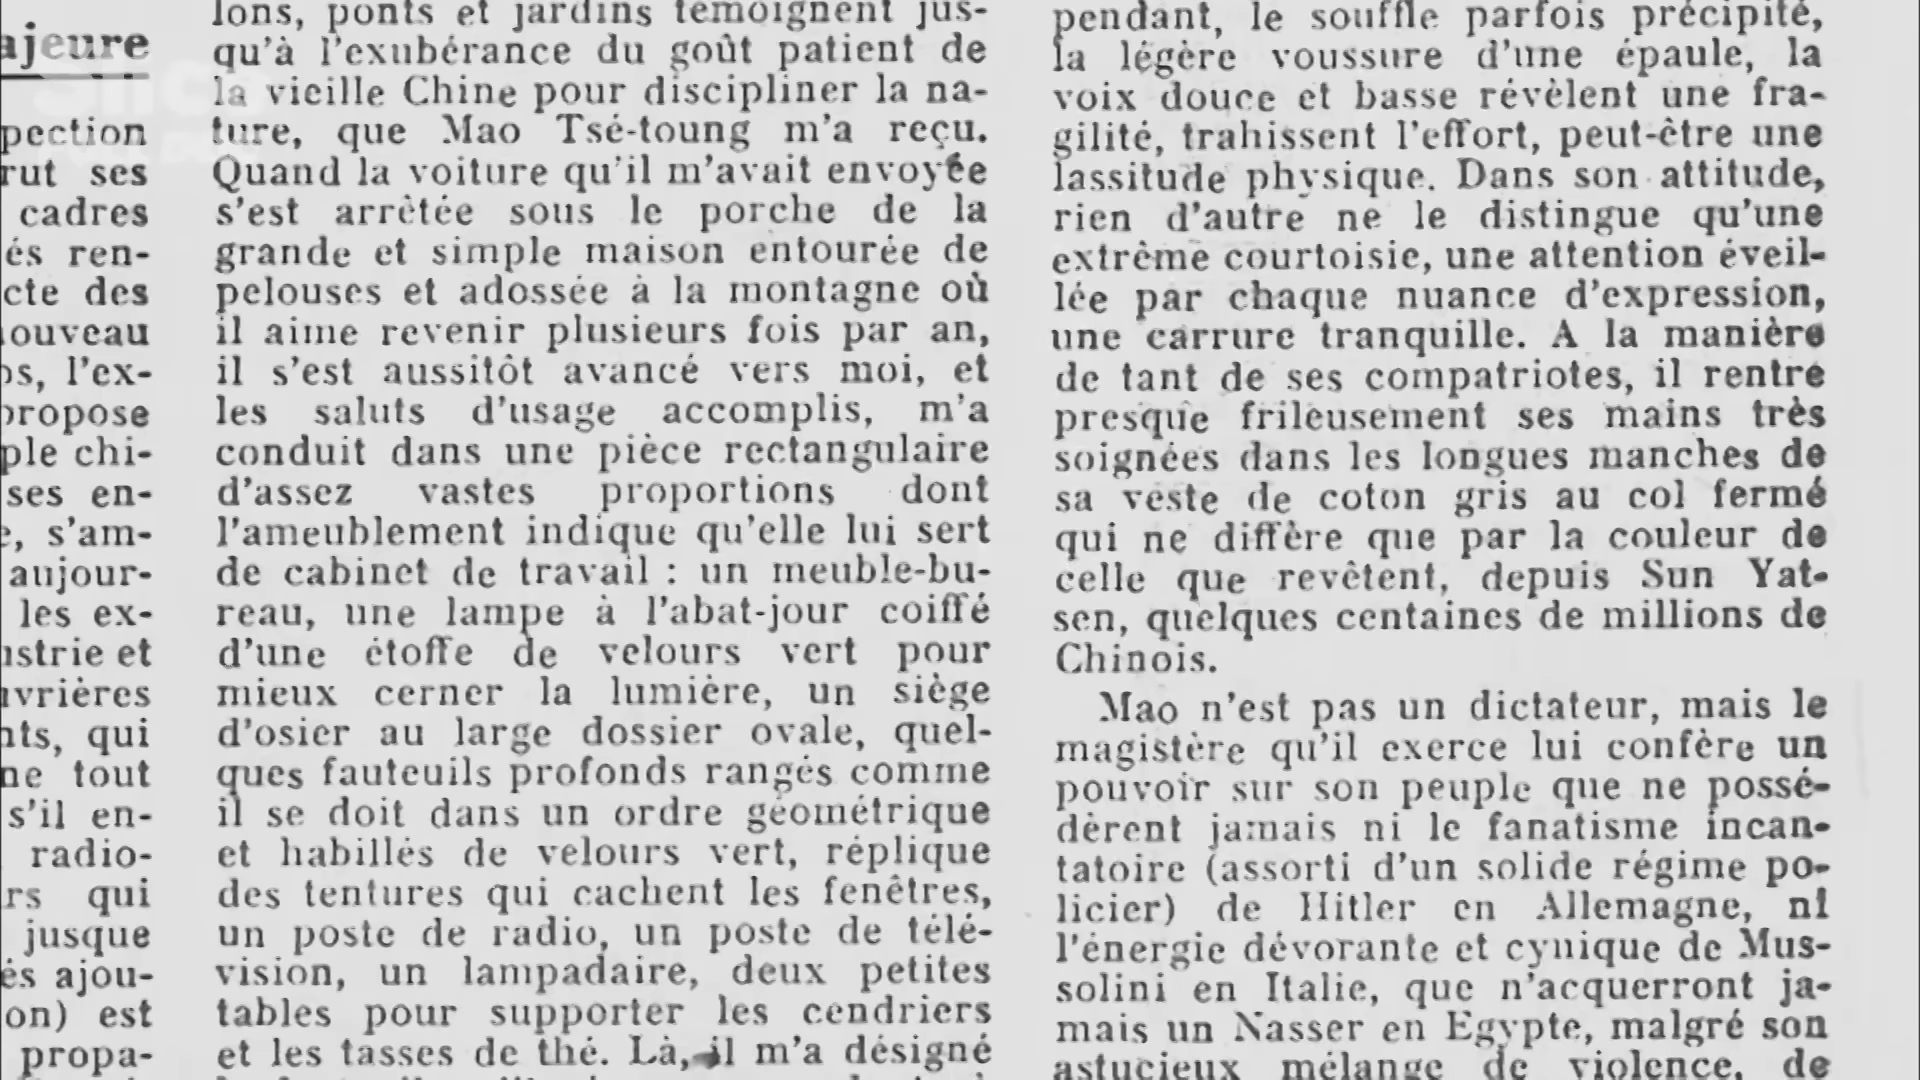 ajeure
pection
rut ses
cadres
és ren-
cte des
ouveau
os, l'ex-
propose
ple chi-
ses en-
e, s'am-
aujour-
les ex-
ustrie et
uvrières
nts, qui
ne tout
s'il en-
radio-
rs qui
jusque
és ajou-
on) est
propa-
lons, ponts et jardins témoignent jus-
qu'à l'exubérance du goût patient de
la vieille Chine pour discipliner la na-
ture, que Mao Tsé-toung m'a reçu.
Quand la voiture qu'il m'avait envoyée
s'est arrêtée sous le porche de la
grande et simple maison entourée de
pelouses et adossée à la montagne où
il aime revenir plusieurs fois par an,
il s'est aussitôt avancé vers moi, et
les saluts d'usage accomplis, m'a
conduit dans une pièce rectangulaire
d'assez vastes proportions dont
l'ameublement indique qu'elle lui sert
de cabinet de travail : un meuble-bu-
reau, une lampe à l'abat-jour coiffé
d'une étoffe de velours vert pour
mieux cerner la lumière, un siège
d'osier au large dossier ovale, quel-
ques fauteuils profonds rangés comme
il se doit dans un ordre géométrique
et habillés de velours vert, réplique
des tentures qui cachent les fenêtres,
un poste de radio, un poste de télé-
vision, un lampadaire, deux petites
tables pour supporter les cendriers
et les tasses de thé. Là, il m'a désigné
pendant, le souffle parfois précipité,
la légère voussure d'une épaule, la
voix douce et basse révèlent une fra-
gilité, trahissent l'effort, peut-être une
lassitude physique. Dans son attitude,
rien d'autre ne le distingue qu'une
extrême courtoisie, une attention éveil-
lée par chaque nuance d'expression,
une carrure tranquille. A la manière
de tant de ses compatriotes, il rentre
presque frileusement ses mains très
soignées dans les longues manches de
sa veste de coton gris au col fermé
qui ne diffère que par la couleur de
celle que revêtent, depuis Sun Yat-
sen, quelques centaines de millions de
Chinois.
Mao n'est pas un dictateur, mais le
magistère qu'il exerce lui confère un
pouvoir sur son peuple que ne possé-
dèrent jamais ni le fanatisme incan-
tatoire (assorti d'un solide régime po-
licier) de Hitler en Allemagne, ni
l'énergie dévorante et cynique de Mus-
solini en Italie, que n'acquerront ja-
mais un Nasser en Egypte, malgré son
astucieux mélange de violence, de